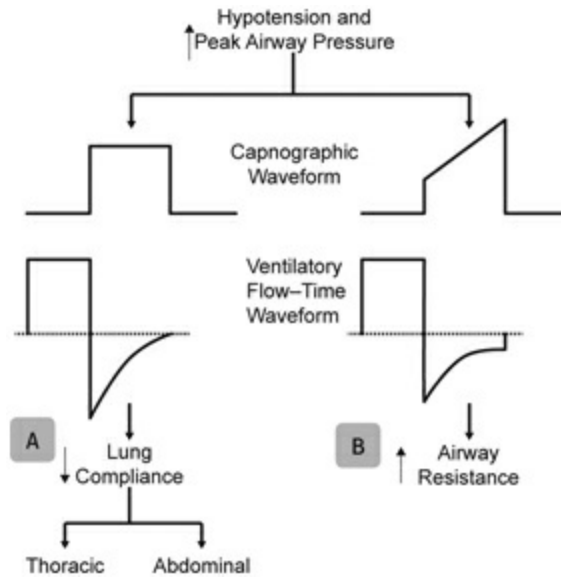 Hypotension and
Peak Airway Pressure
Capnographic
Waveform
Ventilatory
Flow–Time
Waveform
A
Lung
Compliance
B
Airway
Resistance
Thoracic
Abdominal